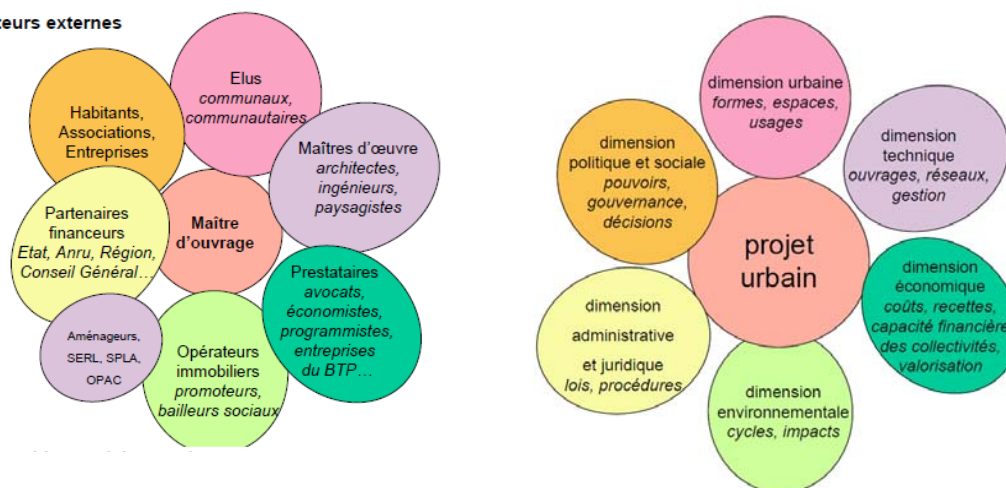 teurs externes
Elus
communaux,
communautaires
Habitants,
Associations,
Entreprises
Maîtres d'œuvre
architectes,
ingénieurs,
paysagistes
Partenaires
financeurs
Etat, Anru, Région,
Conseil Général…
Maître
d'ouvrage
Prestataires
avocats,
économistes,
programmistes,
entreprises
du BTP…
Aménageurs,
SERL, SPLA,
OPAC
Opérateurs
immobiliers
promoteurs,
bailleurs sociaux
dimension urbaine
formes, espaces,
usages
dimension
politique et sociale
pouvoirs,
gouvernance,
décisions
dimension
technique
ouvrages, réseaux,
gestion
projet
urbain
dimension
économique
coûts, recettes,
capacité financière
des collectivités,
valorisation
dimension
administrative
et juridique
lois, procédures
dimension
environnementale
cycles, impacts